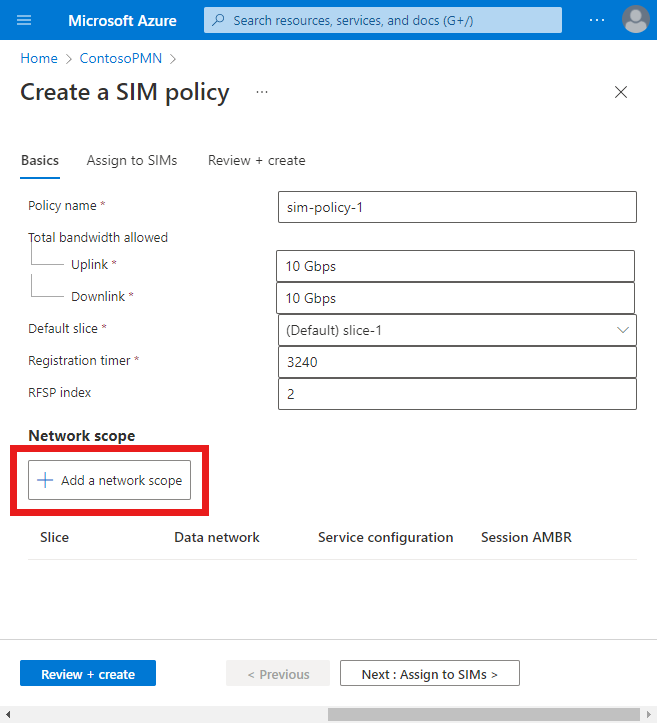 Microsoft Azure
Search resources, services, and docs (G+/)
Home > ContosoPMN >
Create a SIM policy ...
Basics Assign to SIMs Review + create
Policy name * sim-policy-1
Total bandwidth allowed
Uplink * 10 Gbps
Downlink * 10 Gbps
Default slice * (Default) slice-1
Registration timer * 3240
RFSP index 2
Network scope
+ Add a network scope
Slice Data network Service configuration Session AMBR
Review + create < Previous Next : Assign to SIMs >